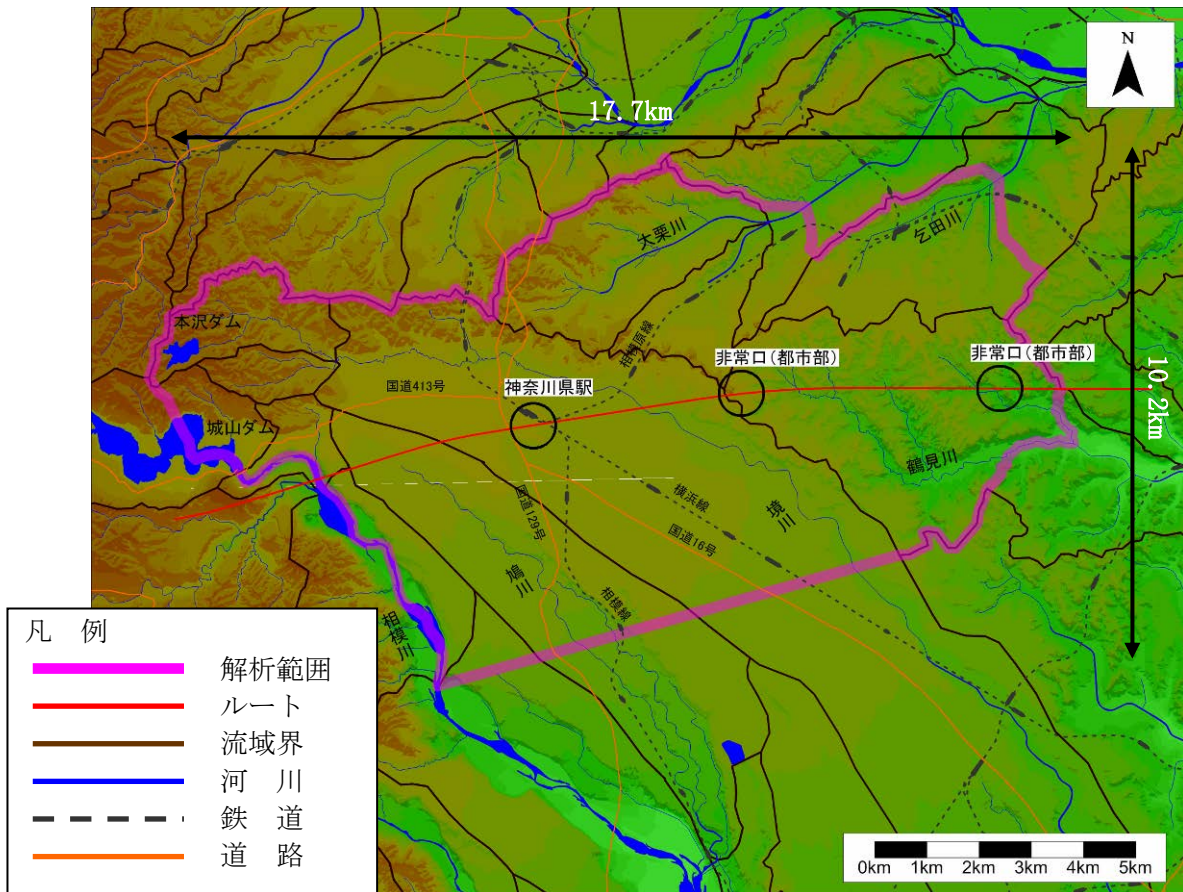 N
17.7km
大栗川
乞田川
本沢ダム
相模原線
非常口(都市部)
非常口(都市部)
10.2km
国道413号
神奈川県駅
城山ダム
鶴見川
国道129号
横浜線
境川
国道16号
鳩川
相模線
相模川
凡 例
解析範囲
ルート
流域界
河 川
鉄 道
道 路
0km 1km 2km 3km 4km 5km